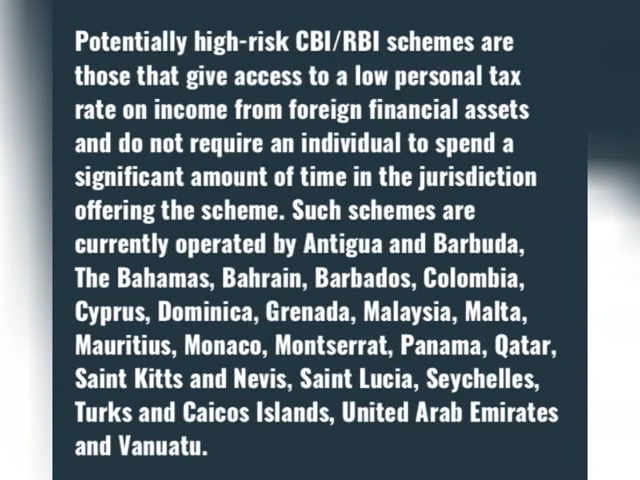 Potentially high-risk CBI/RBI schemes are
those that give access to a low personal tax
rate on income from foreign financial assets
and do not require an individual to spend a
significant amount of time in the jurisdiction
offering the scheme. Such schemes are
currently operated by Antigua and Barbuda,
The Bahamas, Bahrain, Barbados, Colombia,
Cyprus, Dominica, Grenada, Malaysia, Malta,
Mauritius, Monaco, Montserrat, Panama, Qatar,
Saint Kitts and Nevis, Saint Lucia, Seychelles,
Turks and Caicos Islands, United Arab Emirates
and Vanuatu.